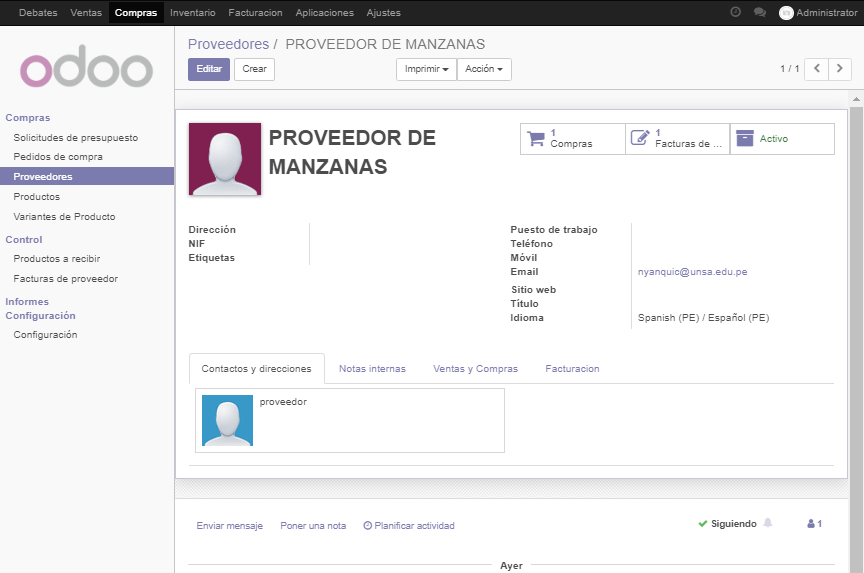 Debates Ventas Compras Inventario Facturacion Aplicaciones Ajustes Administrator
odoo
Compras
Solicitudes de presupuesto
Pedidos de compra
Proveedores
Productos
Variantes de Producto
Control
Productos a recibir
Facturas de proveedor
Informes
Configuración
Configuración
Proveedores / PROVEEDOR DE MANZANAS
Editar Crear Imprimir Acción 1 / 1
PROVEEDOR DE
MANZANAS
1
Compras
1
Facturas de ...
Activo
Dirección
NIF
Etiquetas
Puesto de trabajo
Teléfono
Móvil
Email nyanquic@unsa.edu.pe
Sitio web
Título
Idioma Spanish (PE) / Español (PE)
Contactos y direcciones Notas internas Ventas y Compras Facturacion
proveedor
Enviar mensaje Poner una nota Planificar actividad Siguiendo 1
Ayer